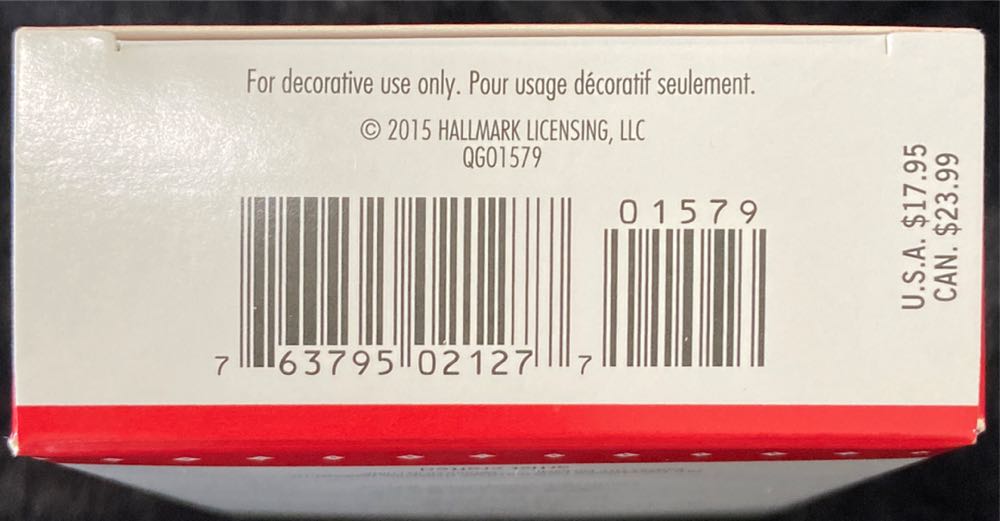 For decorative use only. Pour usage décoratif seulement.
© 2015 HALLMARK LICENSING, LLC
QGO1579
01579
7 63795 02127 7
U.S.A. $17.95
CAN. $23.99